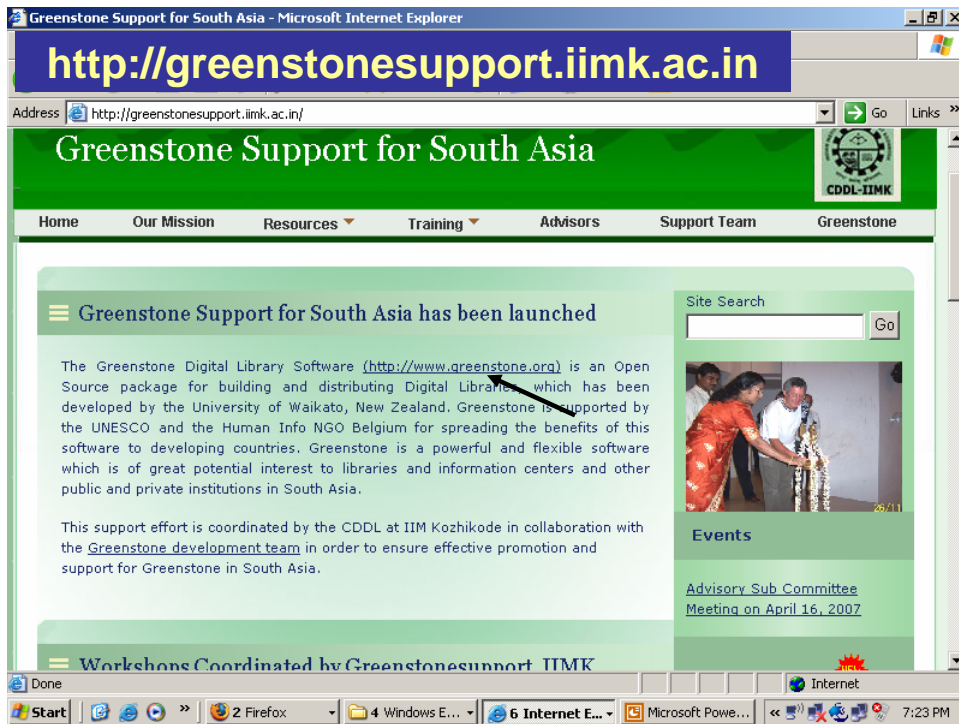 Greenstone Support for South Asia - Microsoft Internet Explorer
http://greenstonesupport.iimk.ac.in
Address http://greenstonesupport.iimk.ac.in/ Go Links »
Greenstone Support for South Asia
CDDL-IIMK
Home Our Mission Resources Training Advisors Support Team Greenstone
Greenstone Support for South Asia has been launched
Site Search
Go
The Greenstone Digital Library Software (http://www.greenstone.org) is an Open
Source package for building and distributing Digital Libraries, which has been
developed by the University of Waikato, New Zealand. Greenstone is supported by
the UNESCO and the Human Info NGO Belgium for spreading the benefits of this
software to developing countries. Greenstone is a powerful and flexible software
which is of great potential interest to libraries and information centers and other
public and private institutions in South Asia.
26/11
This support effort is coordinated by the CDDL at IIM Kozhikode in collaboration with
the Greenstone development team in order to ensure effective promotion and
support for Greenstone in South Asia.
Events
Advisory Sub Committee
Meeting on April 16, 2007
Workshops Coordinated by Greenstonesupport, IIMK
Done Internet
Start » 2 Firefox 4 Windows E... 6 Internet E... Microsoft Powe... « 7:23 PM